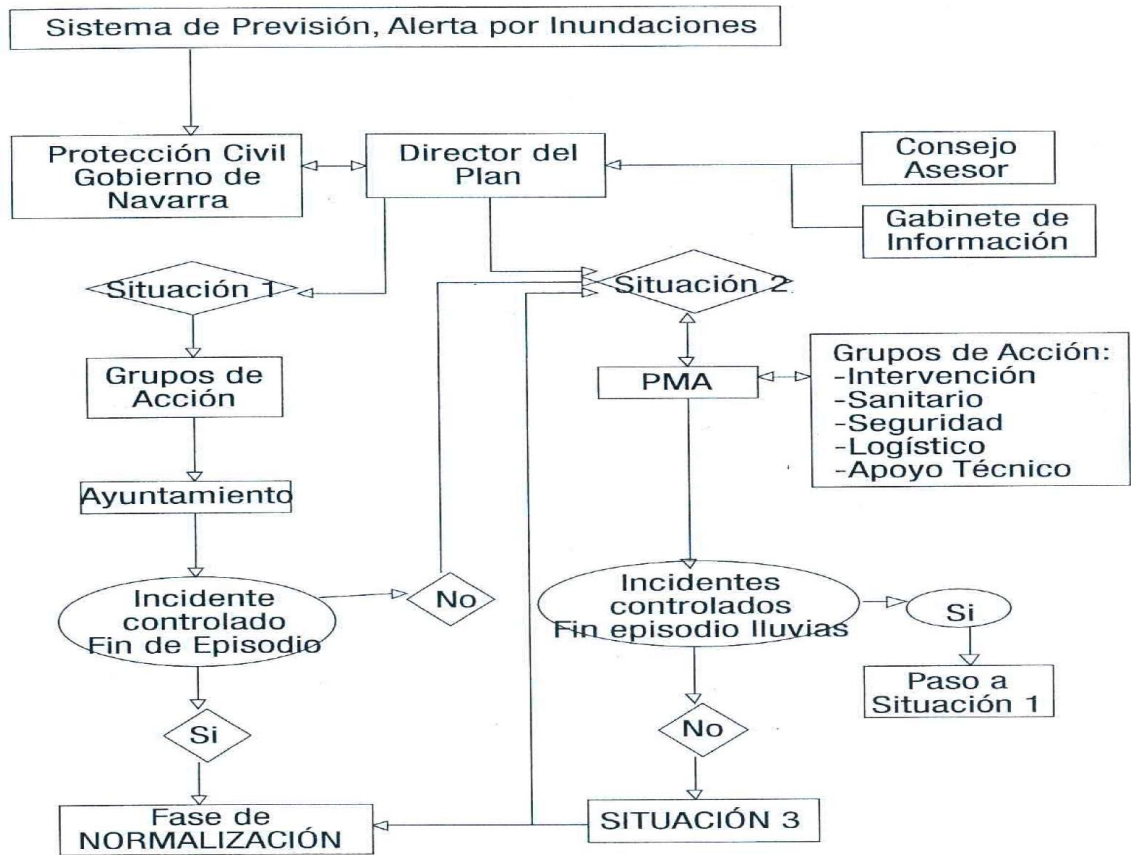 Sistema de Previsión, Alerta por Inundaciones
Protección Civil
Gobierno de
Navarra
Director del
Plan
Consejo
Asesor
Gabinete de
Información
Situación 1
Situación 2
Grupos de
Acción
PMA
Grupos de Acción:
-Intervención
-Sanitario
-Seguridad
-Logístico
-Apoyo Técnico
Ayuntamiento
Incidente
controlado
Fin de Episodio
No
Incidentes
controlados
Fin episodio lluvias
Si
Paso a
Situación 1
Si
No
Fase de
NORMALIZACIÓN
SITUACIÓN 3